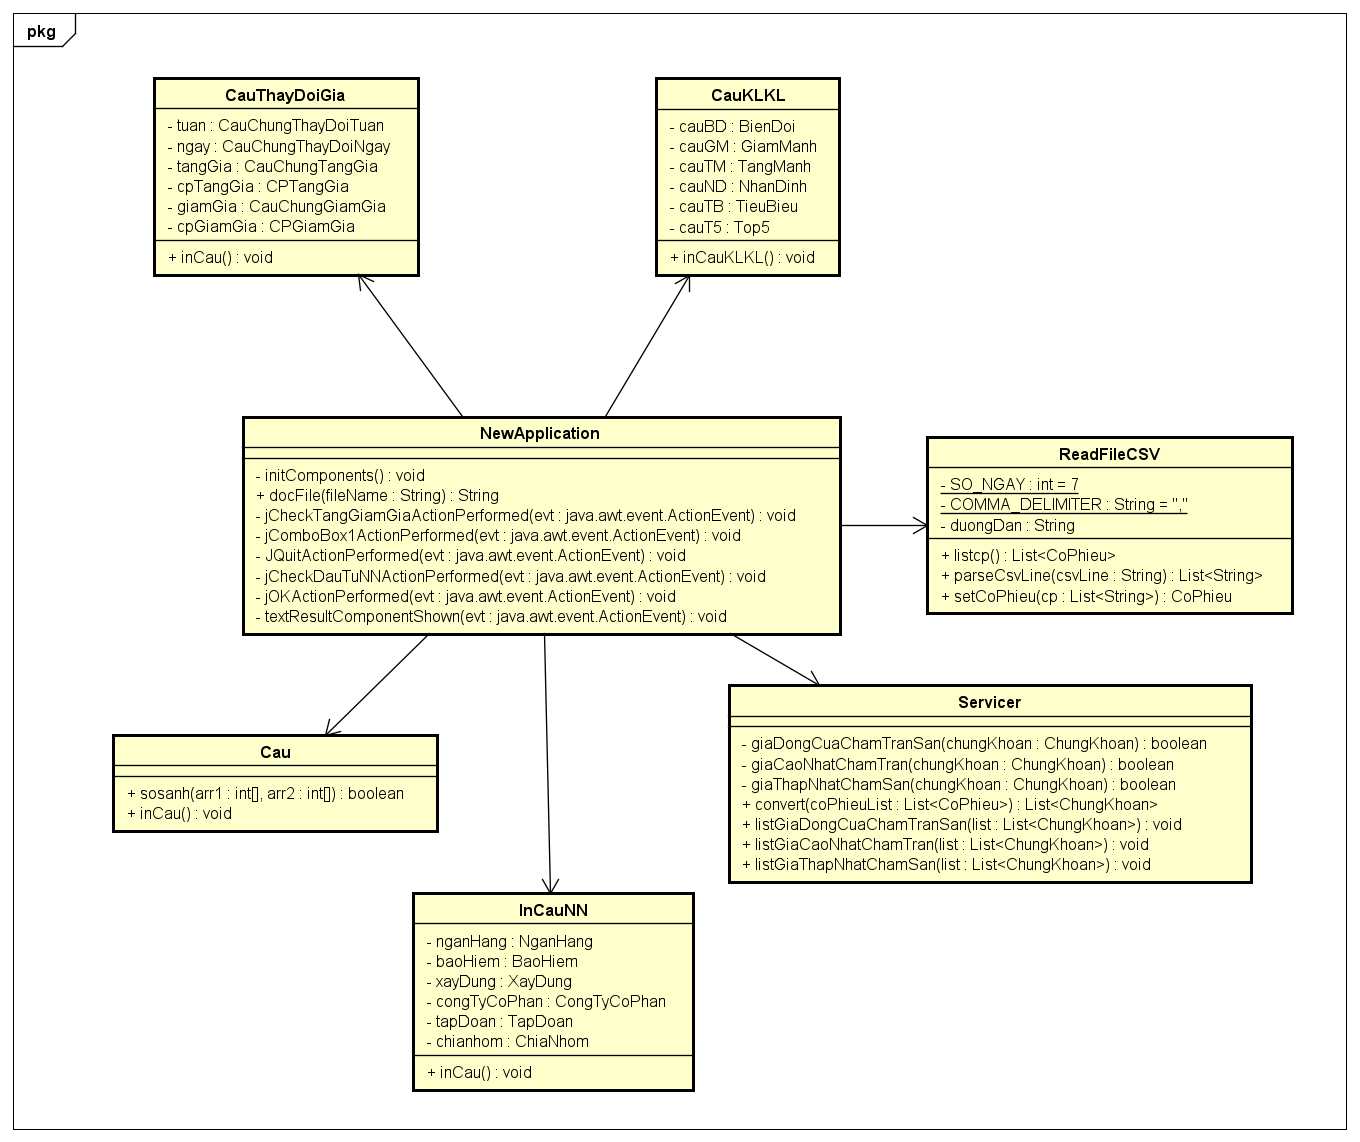 pkg
CauThayDoiGia
- tuan : CauChungThayDoiTuan
- ngay : CauChungThayDoiNgay
- tangGia : CauChungTangGia
- cpTangGia : CPTangGia
- giamGia : CauChungGiamGia
- cpGiamGia : CPGiamGia
+ inCau() : void
CauKLKL
- cauBD : BienDoi
- cauGM : GiamManh
- cauTM : TangManh
- cauND : NhanDinh
- cauTB : TieuBieu
- cauT5 : Top5
+ inCauKLKL() : void
NewApplication
- initComponents() : void
+ docFile(fileName : String) : String
- jCheckTangGiamGiaActionPerformed(evt : java.awt.event.ActionEvent) : void
- jComboBox1ActionPerformed(evt : java.awt.event.ActionEvent) : void
- JQuitActionPerformed(evt : java.awt.event.ActionEvent) : void
- jCheckDauTuNNActionPerformed(evt : java.awt.event.ActionEvent) : void
- jOKActionPerformed(evt : java.awt.event.ActionEvent) : void
- textResultComponentShown(evt : java.awt.event.ActionEvent) : void
ReadFileCSV
- SO_NGAY : int = 7
- COMMA_DELIMITER : String = ","
- duongDan : String
+ listcp() : List<CoPhieu>
+ parseCsvLine(csvLine : String) : List<String>
+ setCoPhieu(cp : List<String>) : CoPhieu
Cau
+ sosanh(arr1 : int[], arr2 : int[]) : boolean
+ inCau() : void
Servicer
- giaDongCuaChamTranSan(chungKhoan : ChungKhoan) : boolean
- giaCaoNhatChamTran(chungKhoan : ChungKhoan) : boolean
- giaThapNhatChamSan(chungKhoan : ChungKhoan) : boolean
+ convert(coPhieuList : List<CoPhieu>) : List<ChungKhoan>
+ listGiaDongCuaChamTranSan(list : List<ChungKhoan>) : void
+ listGiaCaoNhatChamTran(list : List<ChungKhoan>) : void
+ listGiaThapNhatChamSan(list : List<ChungKhoan>) : void
InCauNN
- nganHang : NganHang
- baoHiem : BaoHiem
- xayDung : XayDung
- congTyCoPhan : CongTyCoPhan
- tapDoan : TapDoan
- chianhom : ChiaNhom
+ inCau() : void